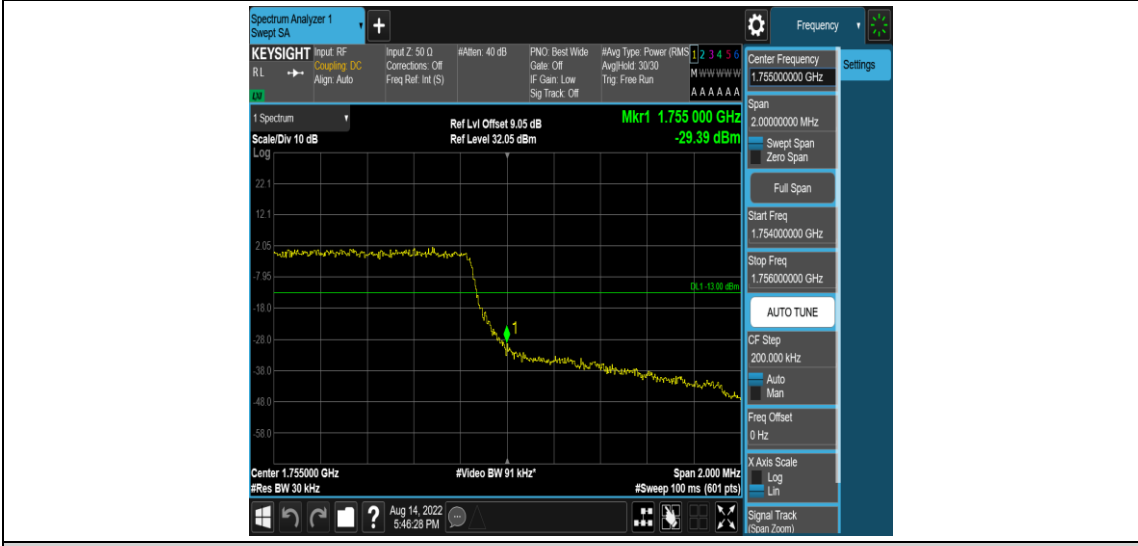 Spectrum Analyzer 1
Swept SA
+
Frequency
KEYSIGHT
RL
Input: RF
Coupling: DC
Align: Auto
Input Z: 50 Ω
Corrections: Off
Freq Ref: Int (S)
#Atten: 40 dB
PNO: Best Wide
Gate: Off
IF Gain: Low
Sig Track: Off
#Avg Type: Power (RMS
Avg|Hold: 30/30
Trig: Free Run
1 2 3 4 5 6
M W W W W W
A A A A A A
1 Spectrum
Scale/Div 10 dB
Log
Ref Lvl Offset 9.05 dB
Ref Level 32.05 dBm
Mkr1 1.755 000 GHz
-29.39 dBm
22.1
12.1
2.05
-7.95
-18.0
-28.0
-38.0
-48.0
-58.0
DL1 -13.00 dBm
1
Center 1.755000 GHz
#Res BW 30 kHz
#Video BW 91 kHz*
Span 2.000 MHz
#Sweep 100 ms (601 pts)
?
Aug 14, 2022
5:46:28 PM
Center Frequency
1.755000000 GHz
Settings
Span
2.00000000 MHz
Swept Span
Zero Span
Full Span
Start Freq
1.754000000 GHz
Stop Freq
1.756000000 GHz
AUTO TUNE
CF Step
200.000 kHz
Auto
Man
Freq Offset
0 Hz
X Axis Scale
Log
Lin
Signal Track
(Span Zoom)